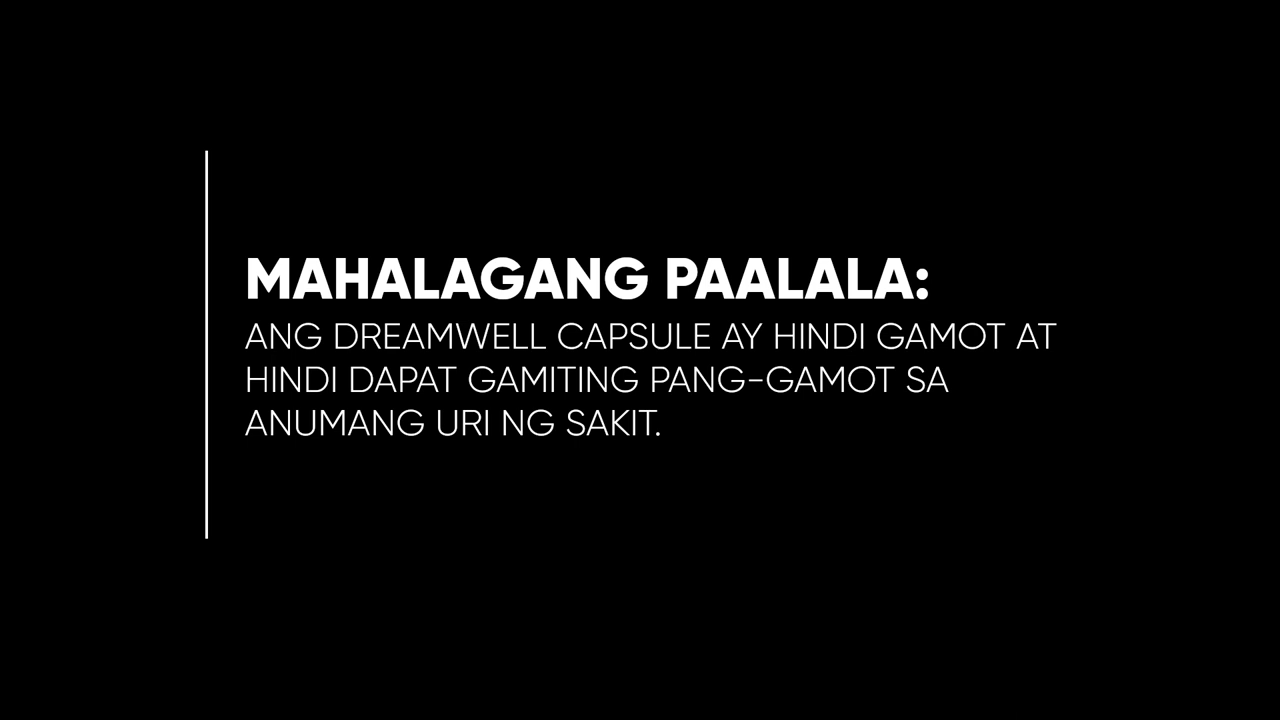 MAHALAGANG PAALALA:
ANG DREAMWELL CAPSULE AY HINDI GAMOT AT
HINDI DAPAT GAMITING PANG-GAMOT SA
ANUMANG URI NG SAKIT.